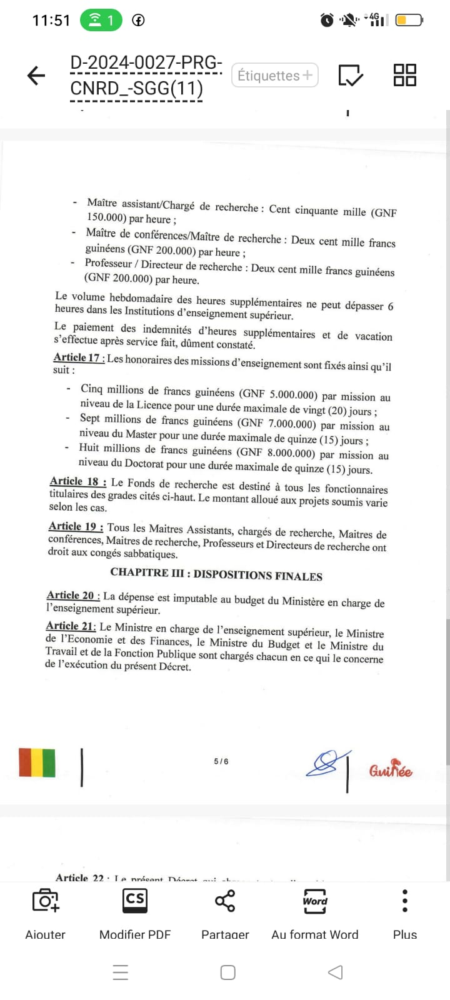 11:51 1
4G
D-2024-0027-PRG-
CNRD_-SGG(11)
Étiquettes+
- Maître assistant/Chargé de recherche : Cent cinquante mille (GNF
150.000) par heure ;
- Maître de conférences/Maître de recherche : Deux cent mille francs
guinéens (GNF 200.000) par heure ;
- Professeur / Directeur de recherche : Deux cent mille francs guinéens
(GNF 200.000) par heure.
Le volume hebdomadaire des heures supplémentaires ne peut dépasser 6
heures dans les Institutions d'enseignement supérieur.
Le paiement des indemnités d'heures supplémentaires et de vacation
s'effectue après service fait, dûment constaté.
Article 17 : Les honoraires des missions d'enseignement sont fixés ainsi qu'il
suit :
- Cinq millions de francs guinéens (GNF 5.000.000) par mission au
niveau de la Licence pour une durée maximale de vingt (20) jours ;
- Sept millions de francs guinéens (GNF 7.000.000) par mission au
niveau du Master pour une durée maximale de quinze (15) jours ;
- Huit millions de francs guinéens (GNF 8.000.000) par mission au
niveau du Doctorat pour une durée maximale de quinze (15) jours.
Article 18 : Le Fonds de recherche est destiné à tous les fonctionnaires
titulaires des grades cités ci-haut. Le montant alloué aux projets soumis varie
selon les cas.
Article 19 : Tous les Maitres Assistants, chargés de recherche, Maitres de
conférences, Maitres de recherche, Professeurs et Directeurs de recherche ont
droit aux congés sabbatiques.
CHAPITRE III : DISPOSITIONS FINALES
Article 20 : La dépense est imputable au budget du Ministère en charge de
l'enseignement supérieur.
Article 21: Le Ministre en charge de l'enseignement supérieur, le Ministre
de l'Economie et des Finances, le Ministre du Budget et le Ministre du
Travail et de la Fonction Publique sont chargés chacun en ce qui le concerne
de l'exécution du présent Décret.
5/6
Guinée
Article 22 : Le présent Décret qui
CS
Word
Ajouter
Modifier PDF
Partager
Au format Word
Plus